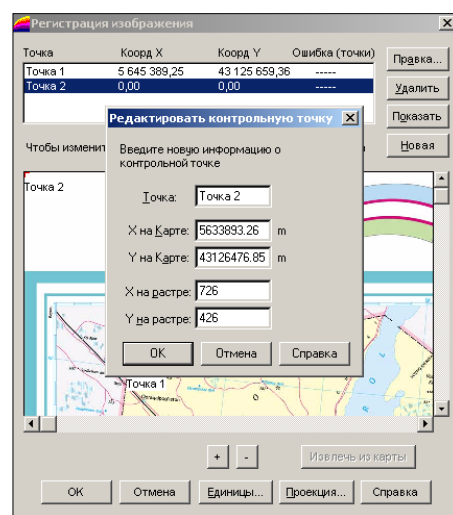 Регистрация изображения
Точка Коорд X Коорд Y Ошибка (точки)
Точка 1 5 645 389,25 43 125 659,36 -----
Точка 2 0,00 0,00 -----
Правка...
Удалить
Показать
Новая
Чтобы изменит
Редактировать контрольную точку
Введите новую информацию о
контрольной точке
Точка: Точка 2
X на Карте: 5633893.26 m
Y на Карте: 43126476.85 m
X на растре: 726
Y на растре: 426
OK Отмена Справка
Точка 2
Точка 1
+ - Извлечь из карты
OK Отмена Единицы... Проекция... Справка